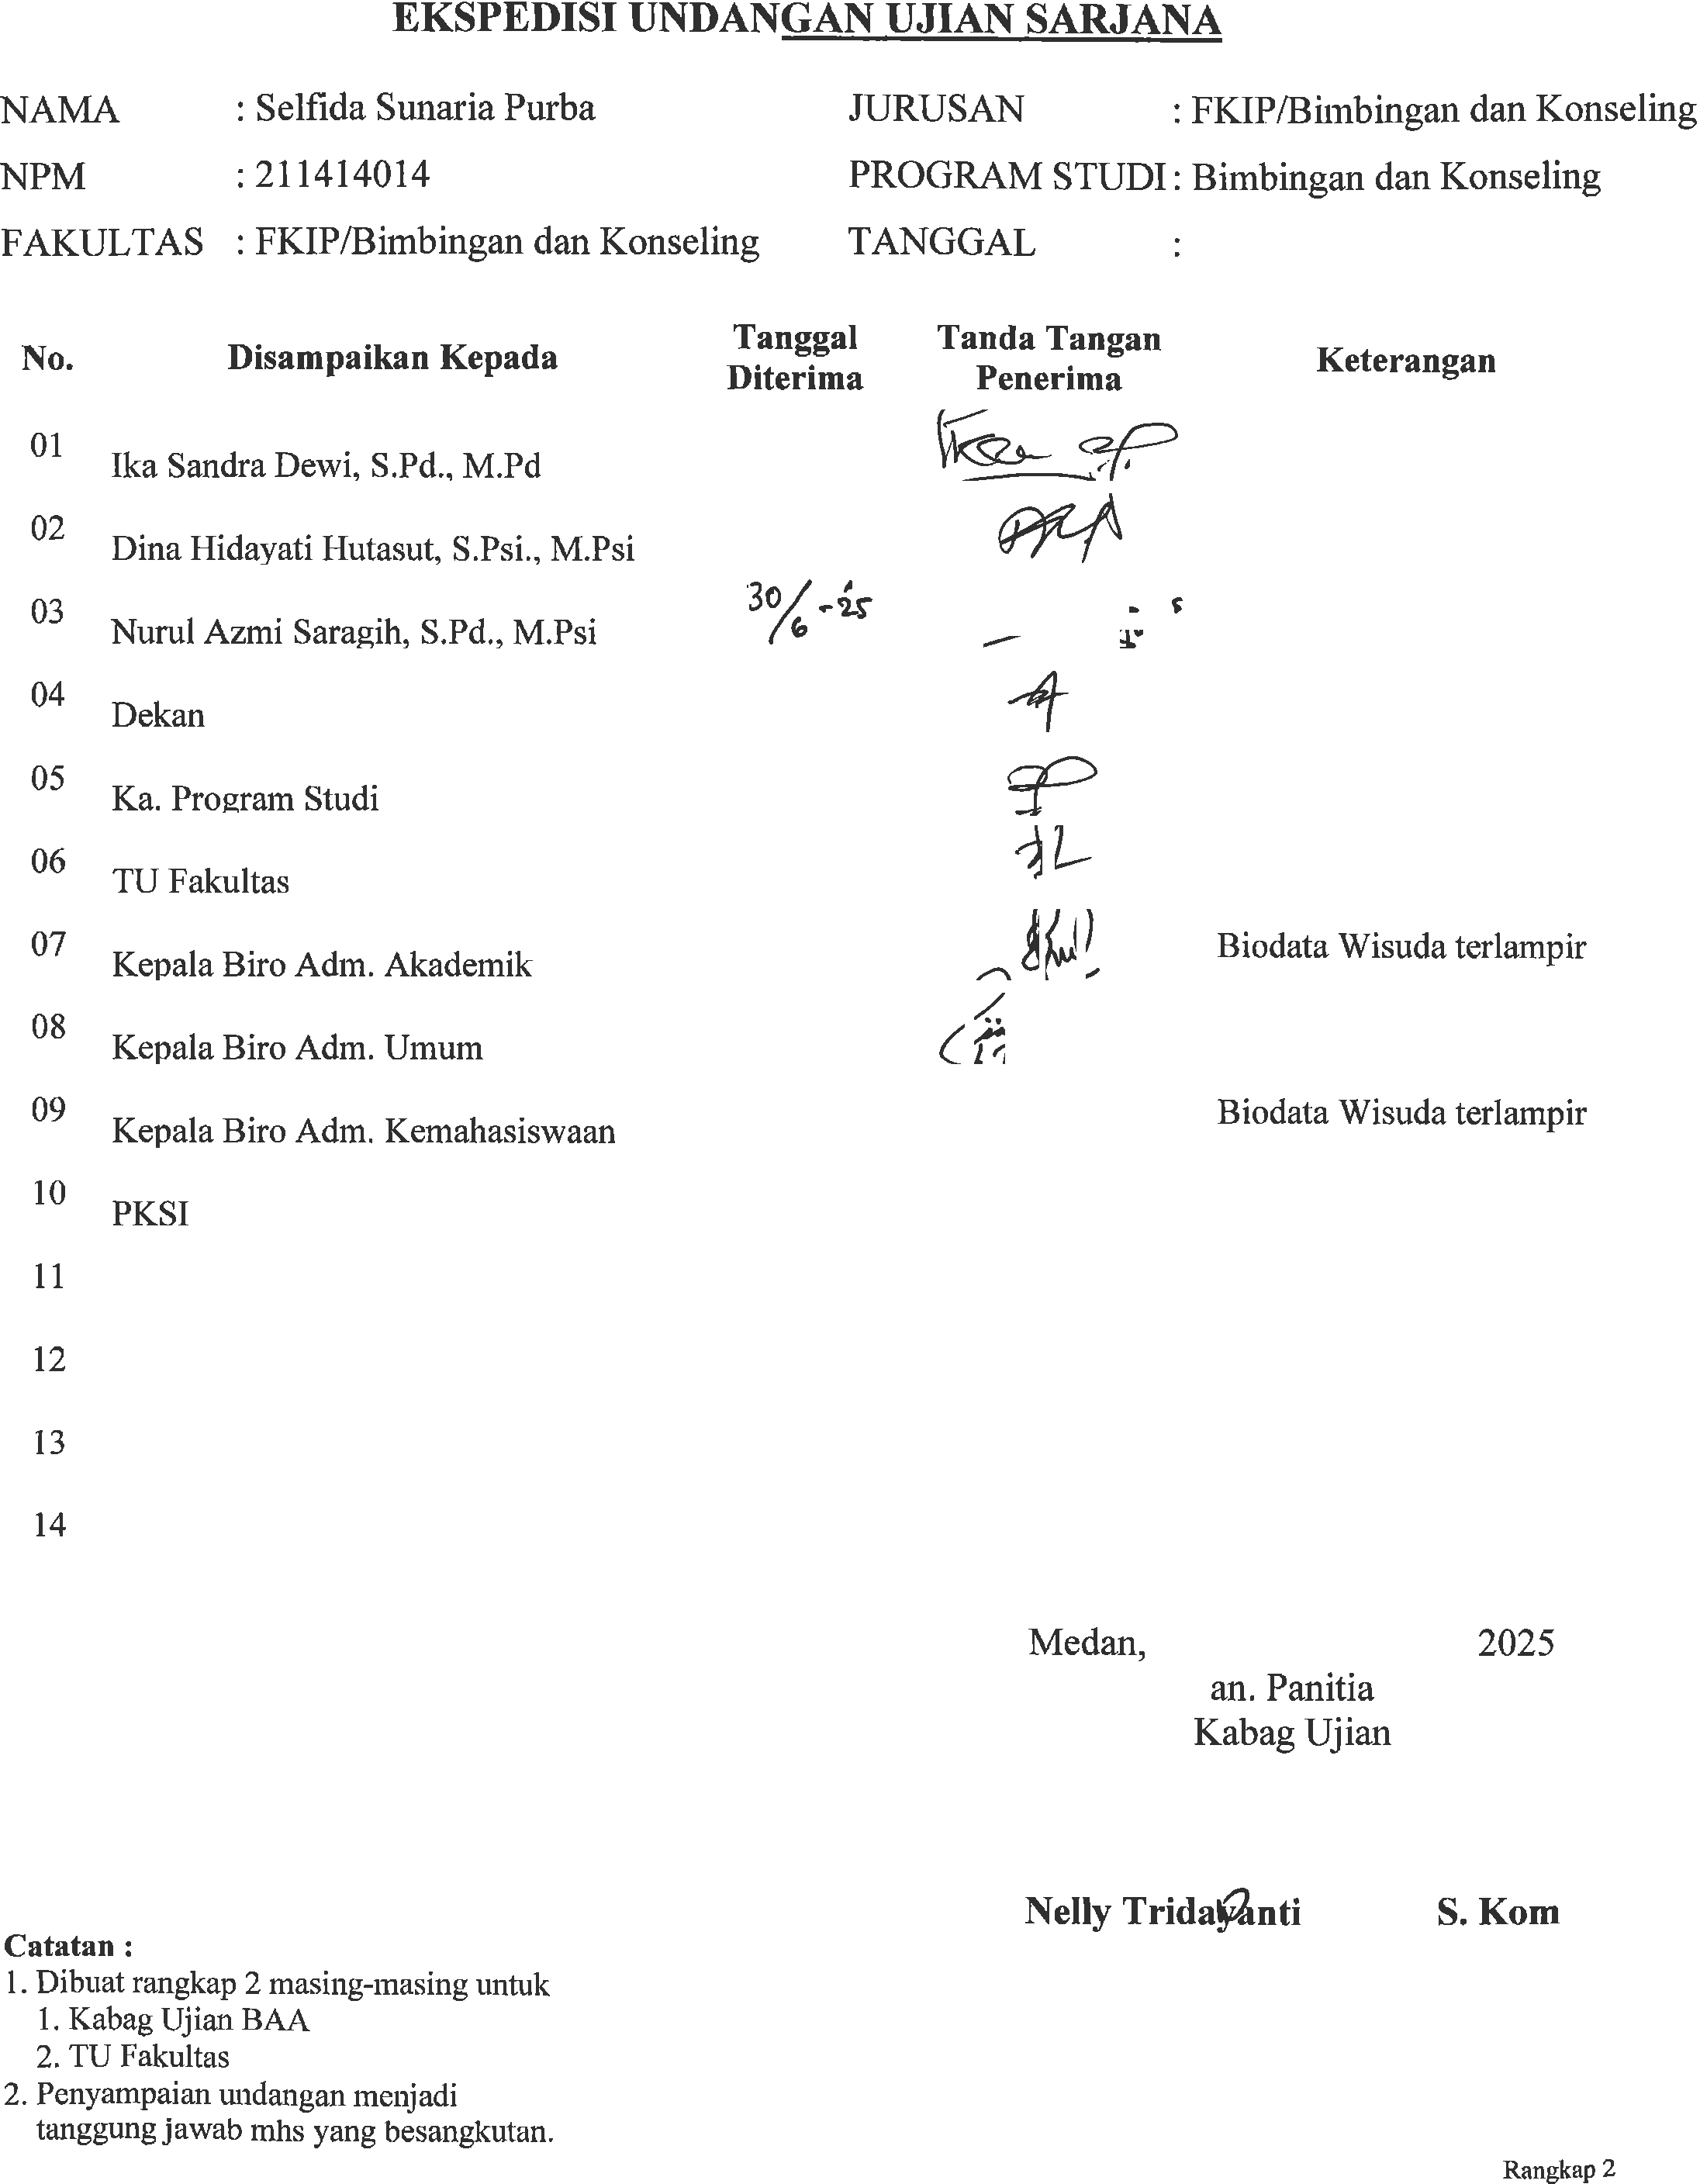 EKSPEDISI UNDANGAN UJIAN SARJANA
NAMA : Selfida Sunaria Purba JURUSAN : FKIP/Bimbingan dan Konseling
NPM : 211414014 PROGRAM STUDI : Bimbingan dan Konseling
FAKULTAS : FKIP/Bimbingan dan Konseling TANGGAL :
No. Disampaikan Kepada Tanggal Diterima Tanda Tangan Penerima Keterangan
01 Ika Sandra Dewi, S.Pd., M.Pd
02 Dina Hidayati Hutasut, S.Psi., M.Psi
03 Nurul Azmi Saragih, S.Pd., M.Psi 30/6-25
04 Dekan
05 Ka. Program Studi
06 TU Fakultas
07 Kepala Biro Adm. Akademik Biodata Wisuda terlampir
08 Kepala Biro Adm. Umum
09 Kepala Biro Adm. Kemahasiswaan Biodata Wisuda terlampir
10 PKSI
11
12
13
14
Medan, 2025
an. Panitia
Kabag Ujian
Nelly Tridayanti S. Kom
Catatan :
1. Dibuat rangkap 2 masing-masing untuk
1. Kabag Ujian BAA
2. TU Fakultas
2. Penyampaian undangan menjadi
tanggung jawab mhs yang besangkutan.
Rangkap 2